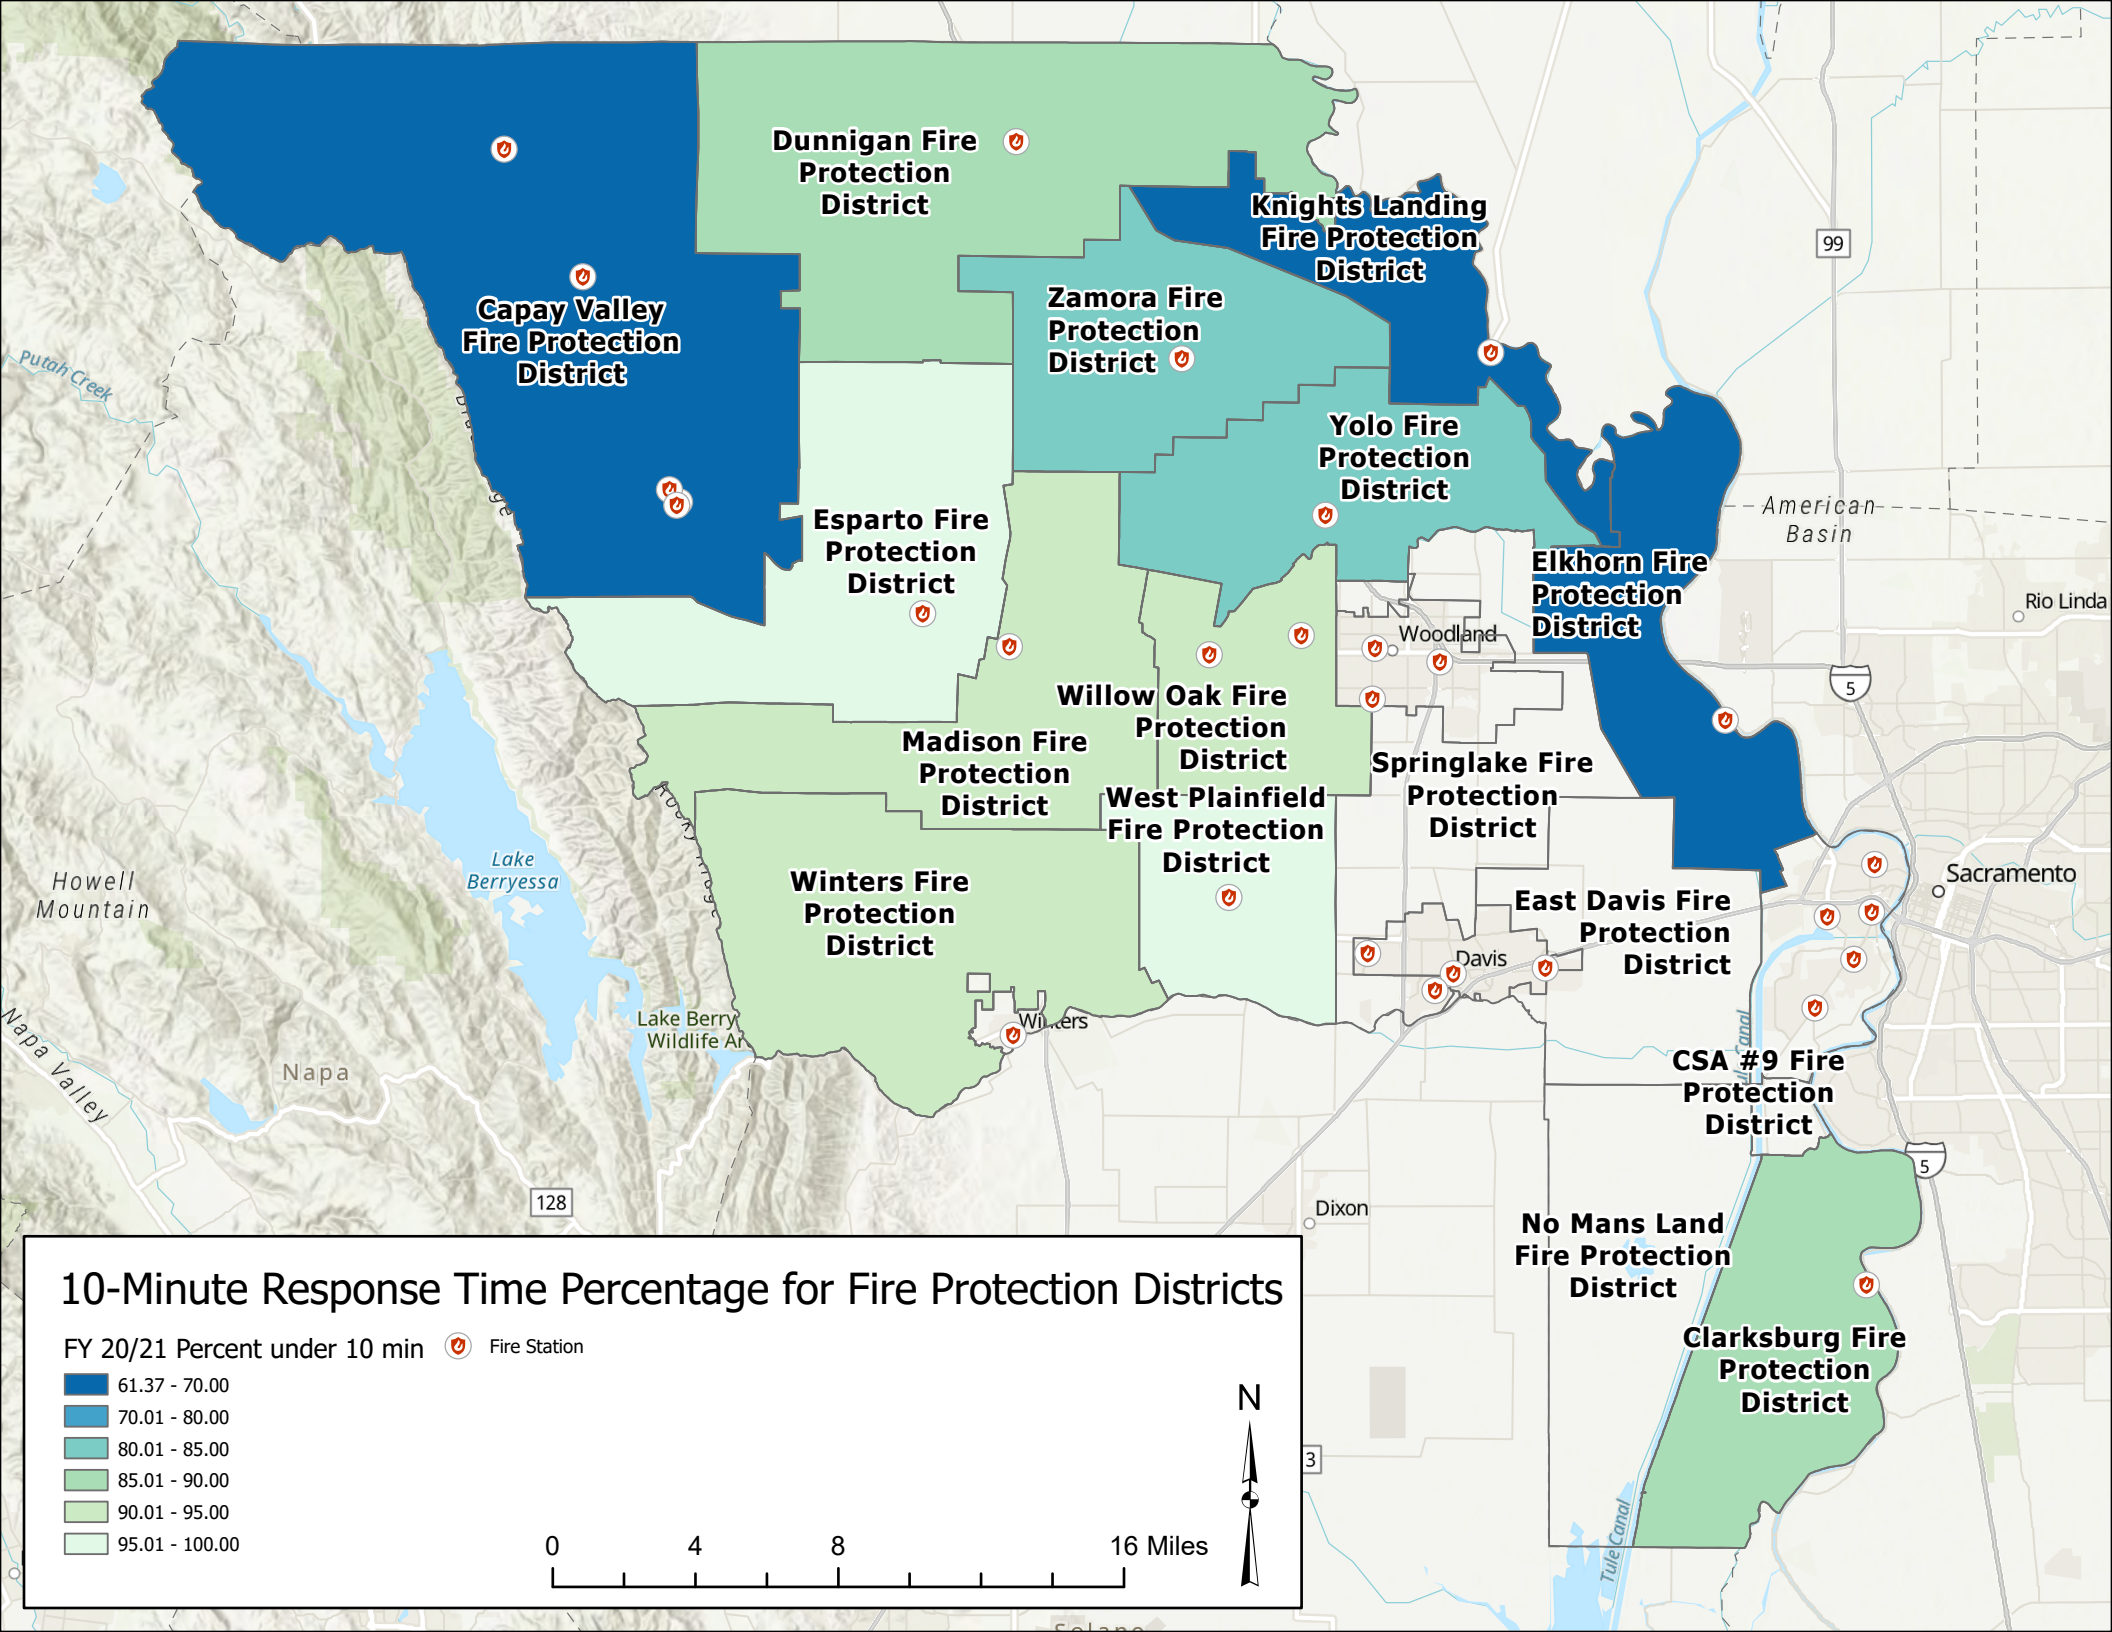 Dunnigan Fire
Protection
District
Knights Landing
Fire Protection
District
99
Capay Valley
Fire Protection
District
Zamora Fire
Protection
District
Putah Creek
Yolo Fire
Protection
District
American
Basin
Esparto Fire
Protection
District
Elkhorn Fire
Protection
District
Rio Linda
Woodland
5
Willow Oak Fire
Protection
District
Madison Fire
Protection
District
Springlake Fire
Protection
District
West Plainfield
Fire Protection
District
Lake
Berryessa
Howell
Mountain
Winters Fire
Protection
District
Sacramento
East Davis Fire
Protection
District
Davis
Lake Berry
Wildlife Ar
Winters
Napa Valley
Napa
Canal
CSA #9 Fire
Protection
District
5
128
Dixon
No Mans Land
Fire Protection
District
Clarksburg Fire
Protection
District
3
Tule Canal
10-Minute Response Time Percentage for Fire Protection Districts
FY 20/21 Percent under 10 min
Fire Station
61.37 - 70.00
70.01 - 80.00
80.01 - 85.00
85.01 - 90.00
90.01 - 95.00
95.01 - 100.00
N
0 4 8 16 Miles